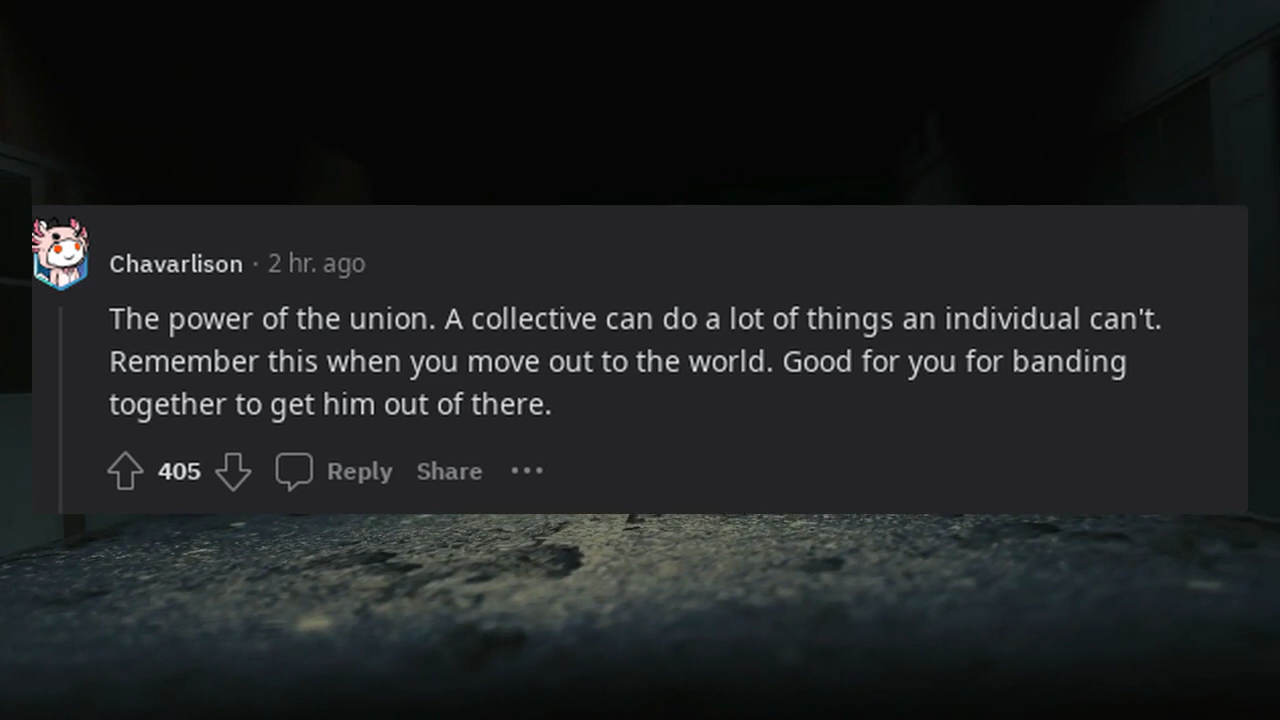 Chavarlison · 2 hr. ago
The power of the union. A collective can do a lot of things an individual can't.
Remember this when you move out to the world. Good for you for banding
together to get him out of there.
405 Reply Share •••